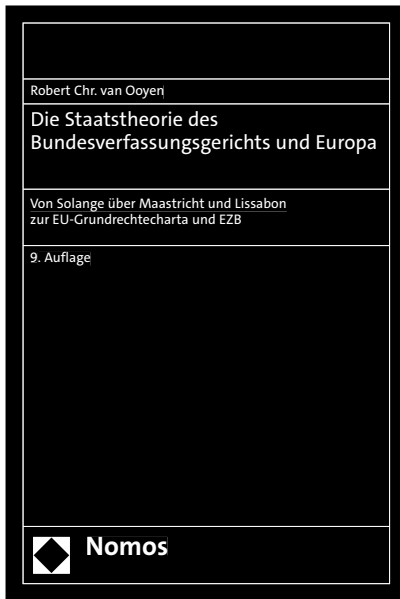 Robert Chr. van Ooyen
Die Staatstheorie des
Bundesverfassungsgerichts und Europa
Von Solange über Maastricht und Lissabon
zur EU-Grundrechtecharta und EZB
9. Auflage
Nomos